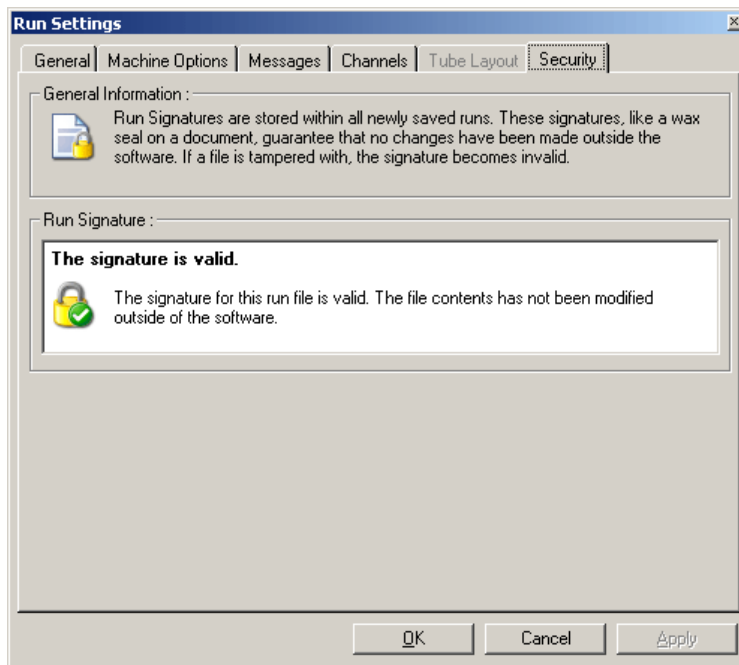 Run Settings
General Machine Options Messages Channels Tube Layout Security
General Information :
Run Signatures are stored within all newly saved runs. These signatures, like a wax
seal on a document, guarantee that no changes have been made outside the
software. If a file is tampered with, the signature becomes invalid.
Run Signature :
The signature is valid.
The signature for this run file is valid. The file contents has not been modified
outside of the software.
OK Cancel Apply